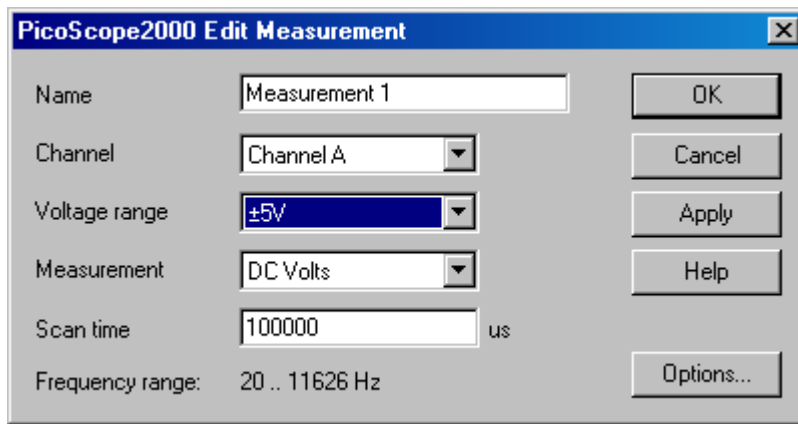 PicoScope2000 Edit Measurement
Name Measurement 1 OK
Channel Channel A Cancel
Voltage range ±5V Apply
Measurement DC Volts Help
Scan time 100000 us
Frequency range: 20 .. 11626 Hz Options...